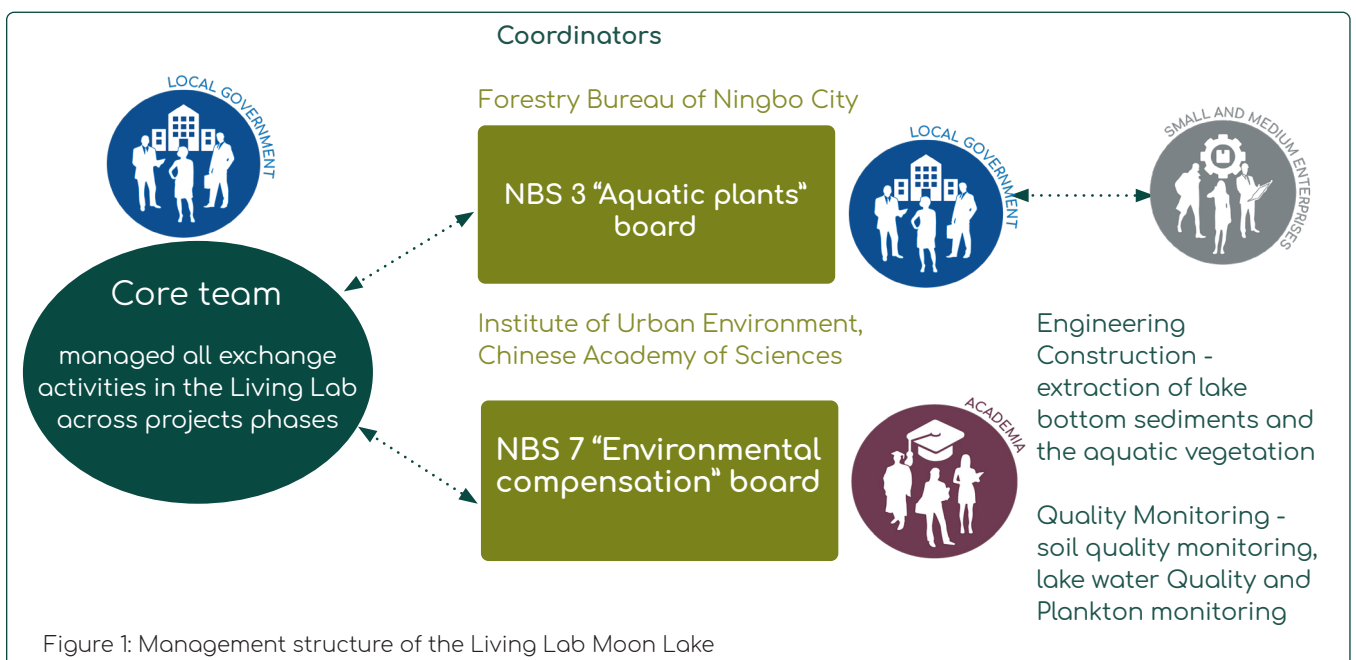 Coordinators
LOCAL GOVERNMENT
Core team
managed all exchange
activities in the Living Lab
across projects phases
Forestry Bureau of Ningbo City
NBS 3 “Aquatic plants”
board
LOCAL GOVERNMENT
SMALL AND MEDIUM ENTERPRISES
Institute of Urban Environment,
Chinese Academy of Sciences
NBS 7 “Environmental
compensation” board
ACADEMIA
Engineering
Construction -
extraction of lake
bottom sediments and
the aquatic vegetation
Quality Monitoring -
soil quality monitoring,
lake water Quality and
Plankton monitoring
Figure 1: Management structure of the Living Lab Moon Lake